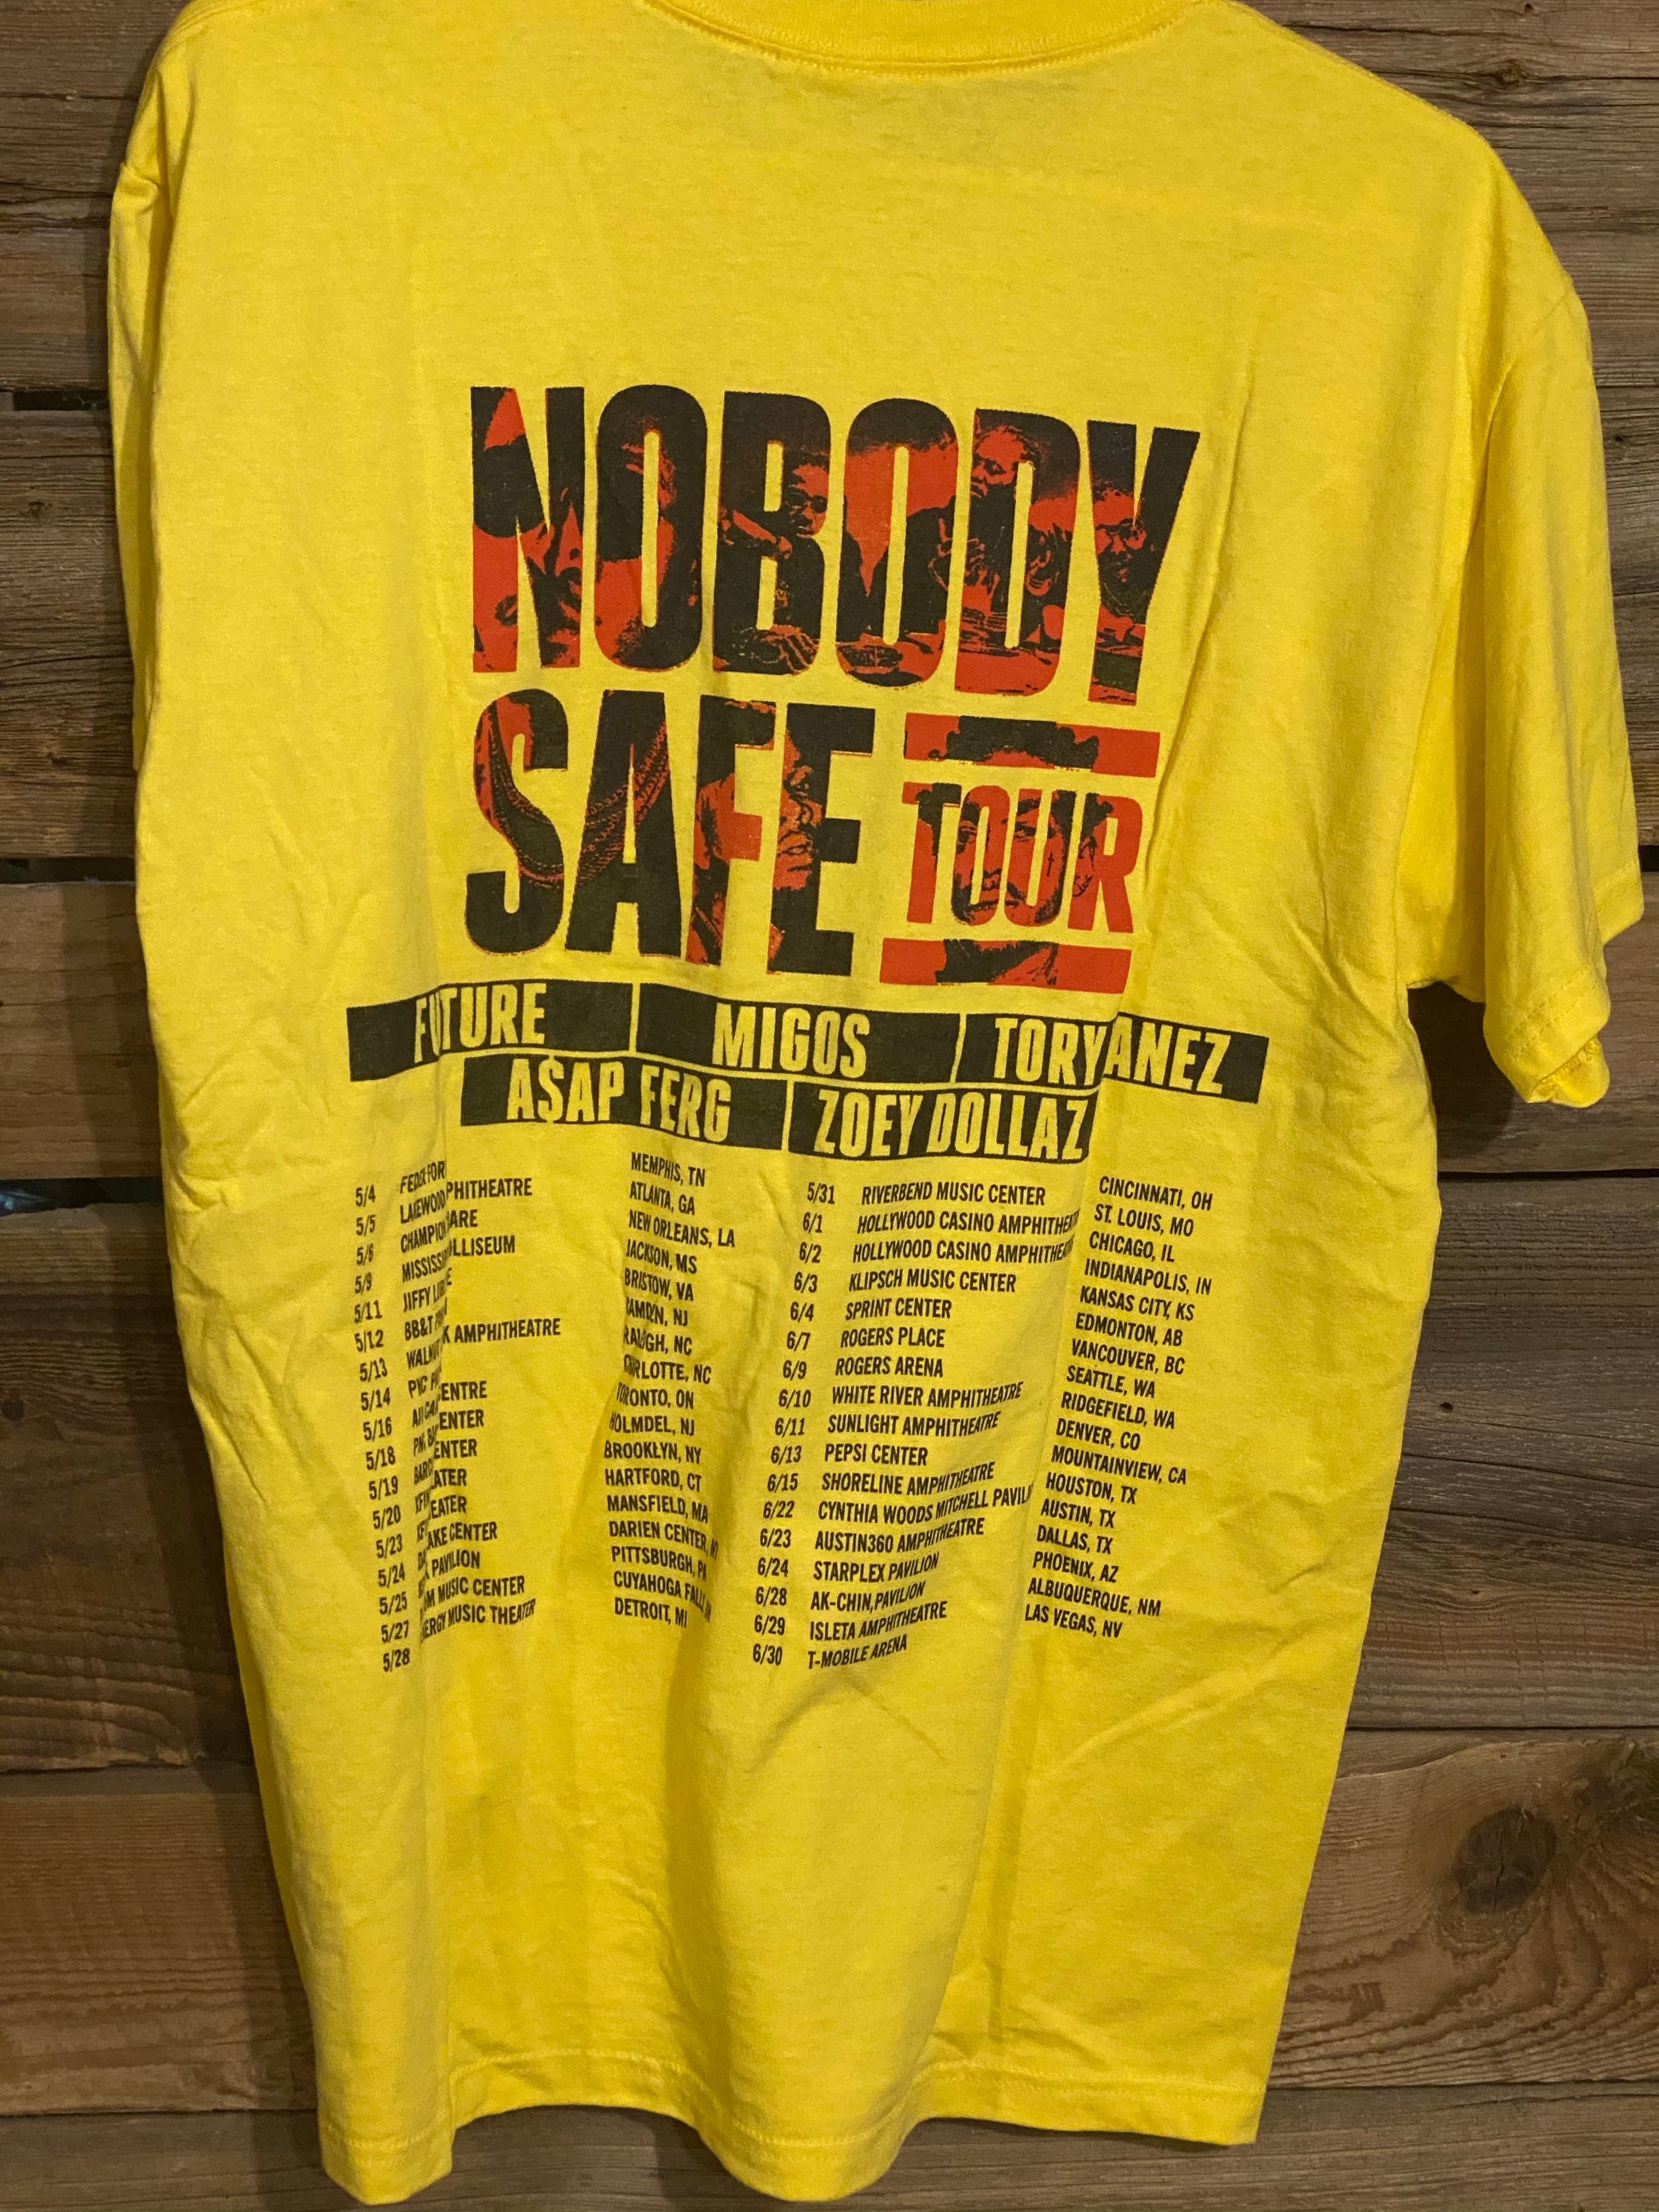 NOBODY
SAFE TOUR
FUTURE MIGOS TORY LANEZ
A$AP FERG ZOEY DOLLAZ
5/4 FEDEX MEMPHIS, TN
5/5 LAKEWOOD ATLANTA, GA
5/6 NEW ORLEANS, LA
5/9 JACKSON, MS
5/11 JIFFY BRISTOW, VA
5/12 BB&T CAMDEN, NJ
5/13 AMPHITHEATRE RALEIGH, NC
5/14 CHARLOTTE, NC
5/16 CENTRE TORONTO, ON
5/18 CENTER HOLMDEL, NJ
5/19 CENTER BROOKLYN, NY
5/20 HARTFORD, CT
5/23 MANSFIELD, MA
5/24 CENTER DARIEN CENTER,
5/25 PAVILION PITTSBURGH, PA
5/27 MUSIC CENTER CUYAHOGA FALLS,
5/28 MUSIC THEATER DETROIT, MI
5/31 RIVERBEND MUSIC CENTER CINCINNATI, OH
6/1 HOLLYWOOD CASINO AMPHITHEATRE ST. LOUIS, MO
6/2 HOLLYWOOD CASINO AMPHITHEATRE CHICAGO, IL
6/3 KLIPSCH MUSIC CENTER INDIANAPOLIS, IN
6/4 SPRINT CENTER KANSAS CITY, KS
6/7 ROGERS PLACE EDMONTON, AB
6/9 ROGERS ARENA VANCOUVER, BC
6/10 WHITE RIVER AMPHITHEATRE SEATTLE, WA
6/11 SUNLIGHT AMPHITHEATRE RIDGEFIELD, WA
6/13 PEPSI CENTER DENVER, CO
6/15 SHORELINE AMPHITHEATRE MOUNTAINVIEW, CA
6/22 CYNTHIA WOODS MITCHELL PAVILION HOUSTON, TX
6/23 AUSTIN360 AMPHITHEATRE AUSTIN, TX
6/24 STARPLEX PAVILION DALLAS, TX
6/28 AK-CHIN,PAVILION PHOENIX, AZ
6/29 ISLETA AMPHITHEATRE ALBUQUERQUE, NM
6/30 T-MOBILE ARENA LAS VEGAS, NV